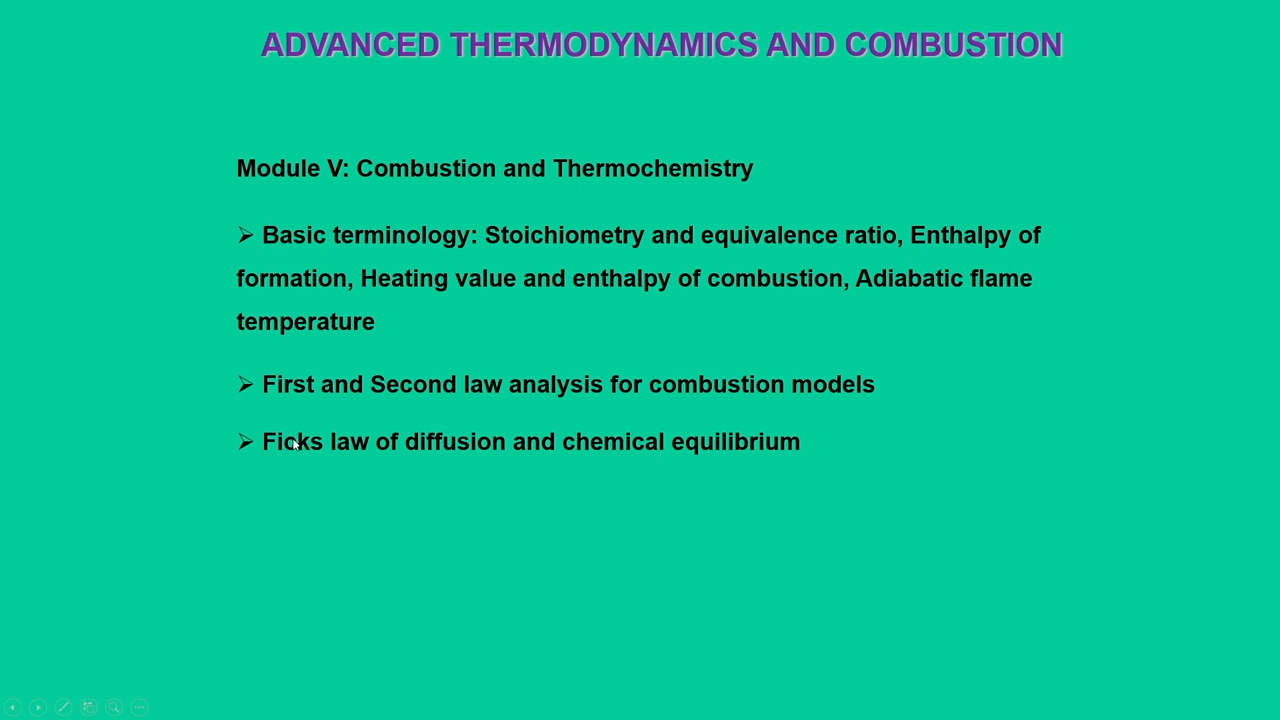 ADVANCED THERMODYNAMICS AND COMBUSTION
Module V: Combustion and Thermochemistry
➢ Basic terminology: Stoichiometry and equivalence ratio, Enthalpy of
formation, Heating value and enthalpy of combustion, Adiabatic flame
temperature
➢ First and Second law analysis for combustion models
➢ Ficks law of diffusion and chemical equilibrium